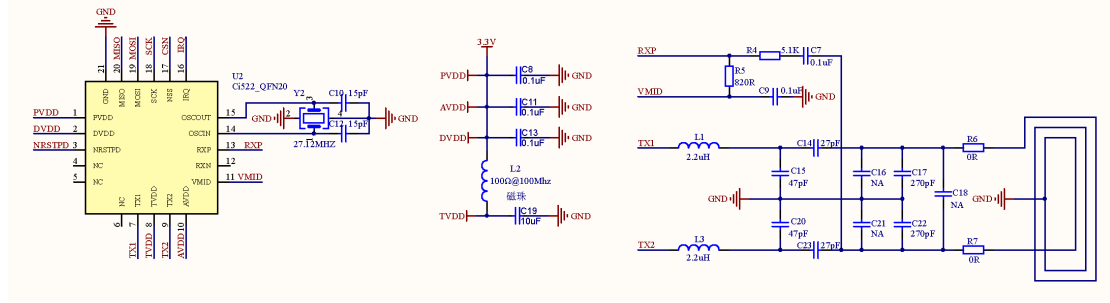 GND
MISO
MOSI
SCK
CSN
IRQ
21
20
19
18
17
16
GND
MISO
MOSI
SCK
NSS
IRQ
U2
Ci522_QFN20
PVDD 1 PVDD
DVDD 2 DVDD
NRSTPD 3 NRSTPD
4 NC
5 NC
OSCOUT 15
OSCIN 14
RXP 13 RXP
RXN 12
VMID 11 VMID
NC
TX1
TVDD
TX2
AVDD
6
7
8
9
10
TX1
TVDD
TX2
AVDD
Y2
C10 15pF
3
GND 2
4
GND
1
C12 15pF
27.12MHZ
3.3V
PVDD
C8
0.1uF
GND
AVDD
C11
0.1uF
GND
DVDD
C13
0.1uF
GND
L2
100Ω@100Mhz
磁珠
TVDD
C19
10uF
GND
RXP
R4 5.1K C7
0.1uF
R5
820R
VMID
C9 0.1uF
GND
TX1
L1
2.2uH
C14 27pF
R6
0R
C15
47pF
C16
NA
C17
270pF
GND
C18
NA
GND
C20
47pF
C21
NA
C22
270pF
TX2
L3
2.2uH
C23 27pF
R7
0R